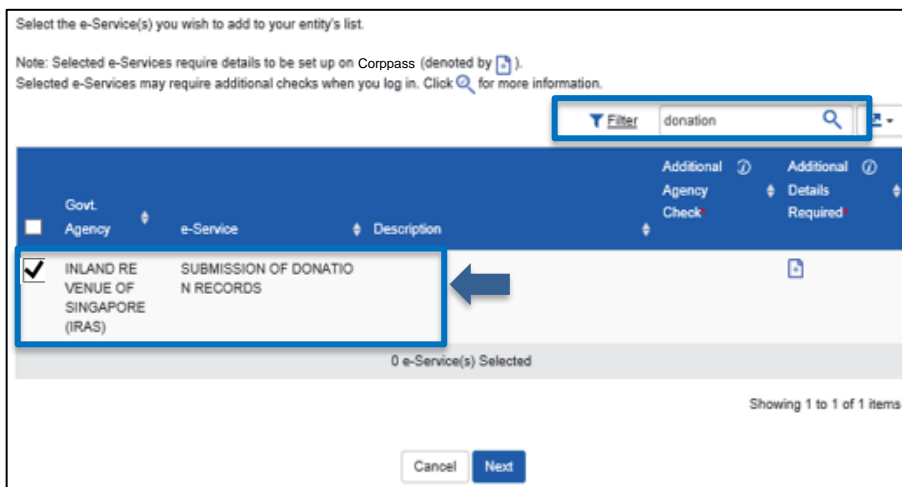 Select the e-Service(s) you wish to add to your entity's list.
Note: Selected e-Services require details to be set up on Corppass (denoted by ).
Selected e-Services may require additional checks when you log in. Click for more information.
Filter donation
Govt. Agency e-Service Description Additional Agency Check* Additional Details Required*
INLAND RE SUBMISSION OF DONATIO
VENUE OF N RECORDS
SINGAPORE
(IRAS)
0 e-Service(s) Selected
Showing 1 to 1 of 1 items
Cancel Next